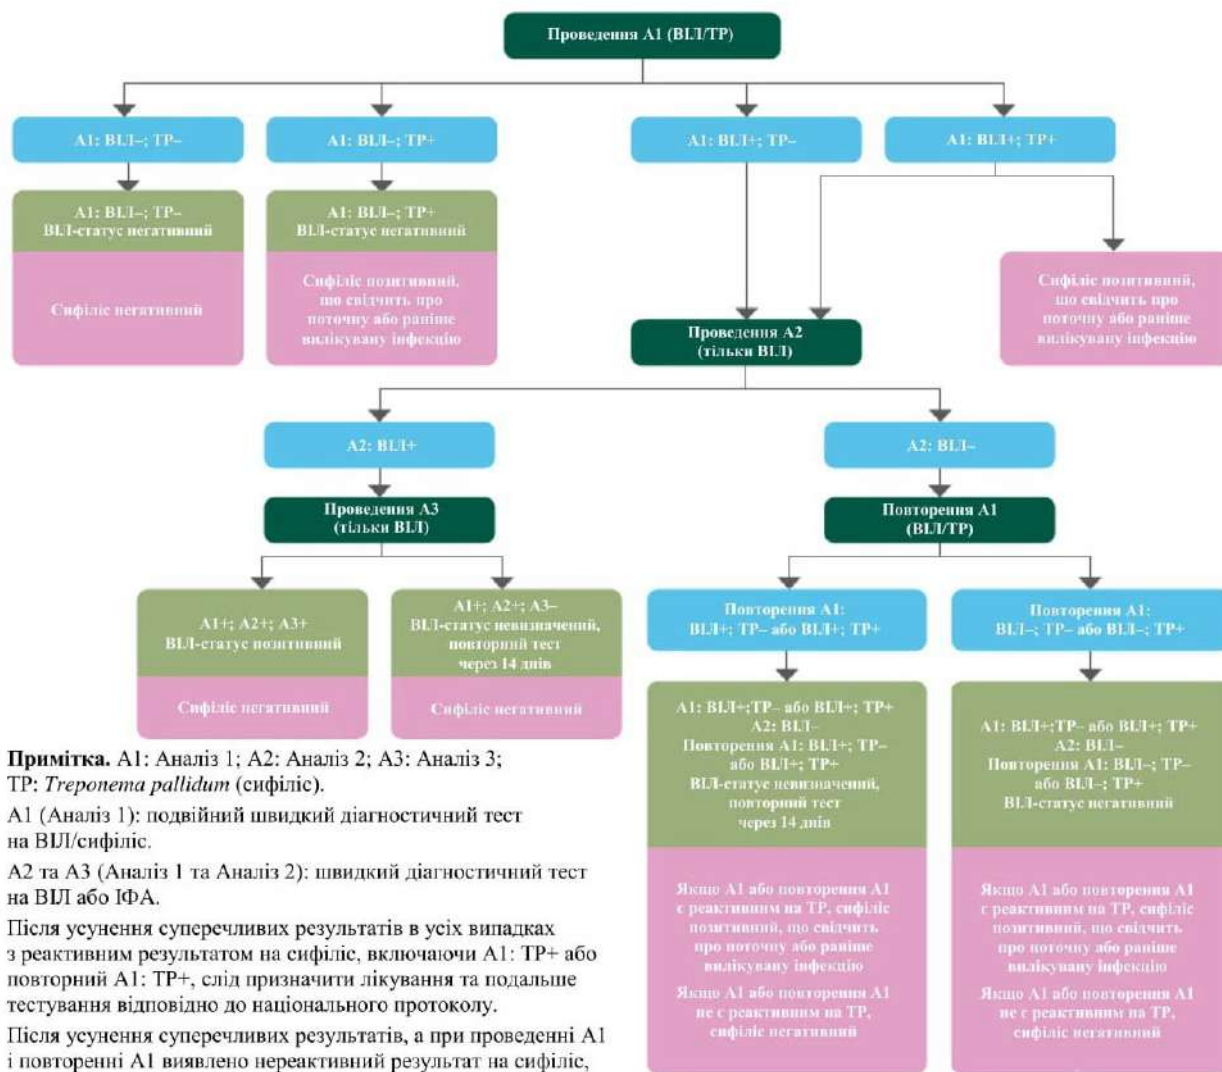 Проведення А1 (ВІЛ/ТР)
А1: ВІЛ–; ТР–
А1: ВІЛ–; ТР+
А1: ВІЛ+; ТР–
А1: ВІЛ+; ТР+
А1: ВІЛ–; ТР–
ВІЛ-статус негативний
Сифіліс негативний
А1: ВІЛ–; ТР+
ВІЛ-статус негативний
Сифіліс позитивний,
що свідчить про
поточну або раніше
вилікувану інфекцію
Сифіліс позитивний,
що свідчить про
поточну або раніше
вилікувану інфекцію
Проведення А2
(тільки ВІЛ)
А2: ВІЛ+
А2: ВІЛ–
Проведення А3
(тільки ВІЛ)
Повторення А1
(ВІЛ/ТР)
А1+; А2+; А3+
ВІЛ-статус позитивний
Сифіліс негативний
А1+; А2+; А3–
ВІЛ-статус невизначений,
повторний тест
через 14 днів
Сифіліс негативний
Повторення А1:
ВІЛ+; ТР– або ВІЛ+; ТР+
Повторення А1:
ВІЛ–; ТР– або ВІЛ–; ТР+
А1: ВІЛ+;ТР– або ВІЛ+; ТР+
А2: ВІЛ–
Повторення А1: ВІЛ+; ТР–
або ВІЛ+; ТР+
ВІЛ-статус невизначений,
повторний тест
через 14 днів
Якщо А1 або повторення А1
є реактивним на ТР, сифіліс
позитивний, що свідчить
про поточну або раніше
вилікувану інфекцію
Якщо А1 або повторення А1
не є реактивним на ТР,
сифіліс негативний
А1: ВІЛ+;ТР– або ВІЛ+; ТР+
А2: ВІЛ–
Повторення А1: ВІЛ–; ТР–
або ВІЛ–; ТР+
ВІЛ-статус негативний
Якщо А1 або повторення А1
є реактивним на ТР, сифіліс
позитивний, що свідчить
про поточну або раніше
вилікувану інфекцію
Якщо А1 або повторення А1
не є реактивним на ТР,
сифіліс негативний
Примітка. А1: Аналіз 1; А2: Аналіз 2; А3: Аналіз 3;
ТР: Treponema pallidum (сифіліс).
А1 (Аналіз 1): подвійний швидкий діагностичний тест
на ВІЛ/сифіліс.
А2 та А3 (Аналіз 1 та Аналіз 2): швидкий діагностичний тест
на ВІЛ або ІФА.
Після усунення суперечливих результатів в усіх випадках
з реактивним результатом на сифіліс, включаючи А1: ТР+ або
повторний А1: ТР+, слід призначити лікування та подальше
тестування відповідно до національного протоколу.
Після усунення суперечливих результатів, а при проведенні А1
і повторенні А1 виявлено нереактивний результат на сифіліс,